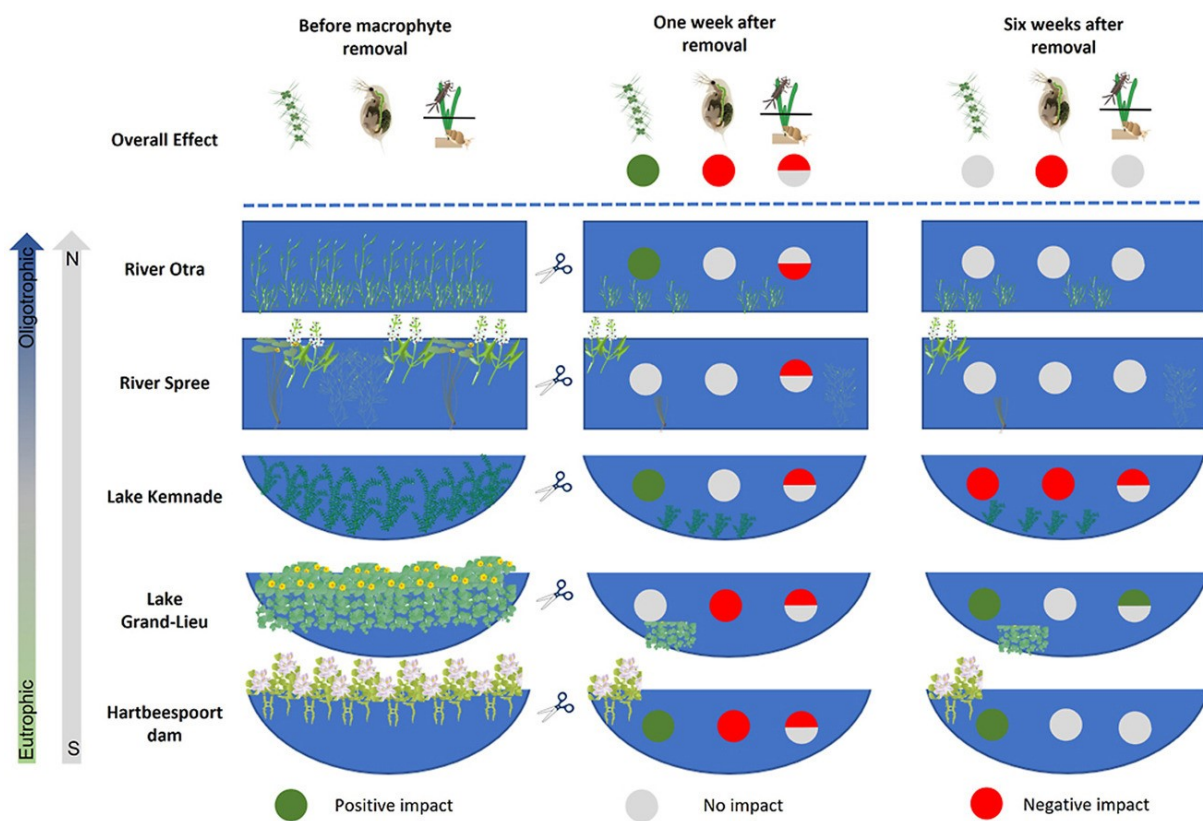 Before macrophyte
removal
One week after
removal
Six weeks after
removal
Overall Effect
Oligotrophic
Eutrophic
N
S
River Otra
River Spree
Lake Kemnade
Lake
Grand-Lieu
Hartbeespoort
dam
Positive impact
No impact
Negative impact